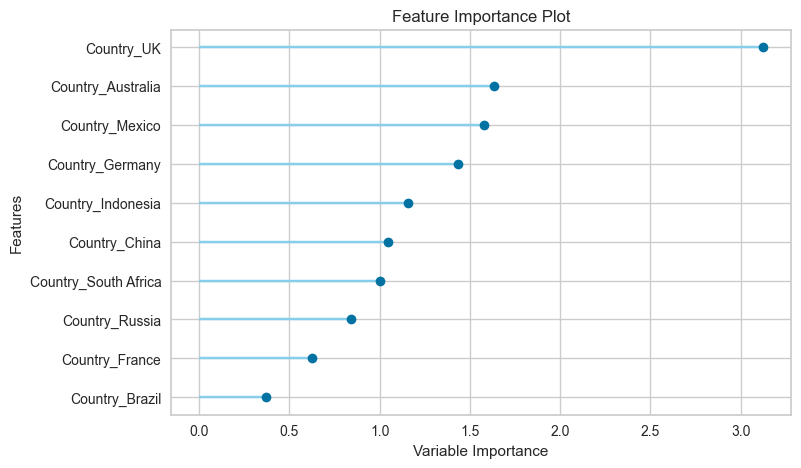 Feature Importance Plot
Country_UK
Country_Australia
Country_Mexico
Country_Germany
Country_Indonesia
Country_China
Country_South Africa
Country_Russia
Country_France
Country_Brazil
Features
0.0 0.5 1.0 1.5 2.0 2.5 3.0
Variable Importance